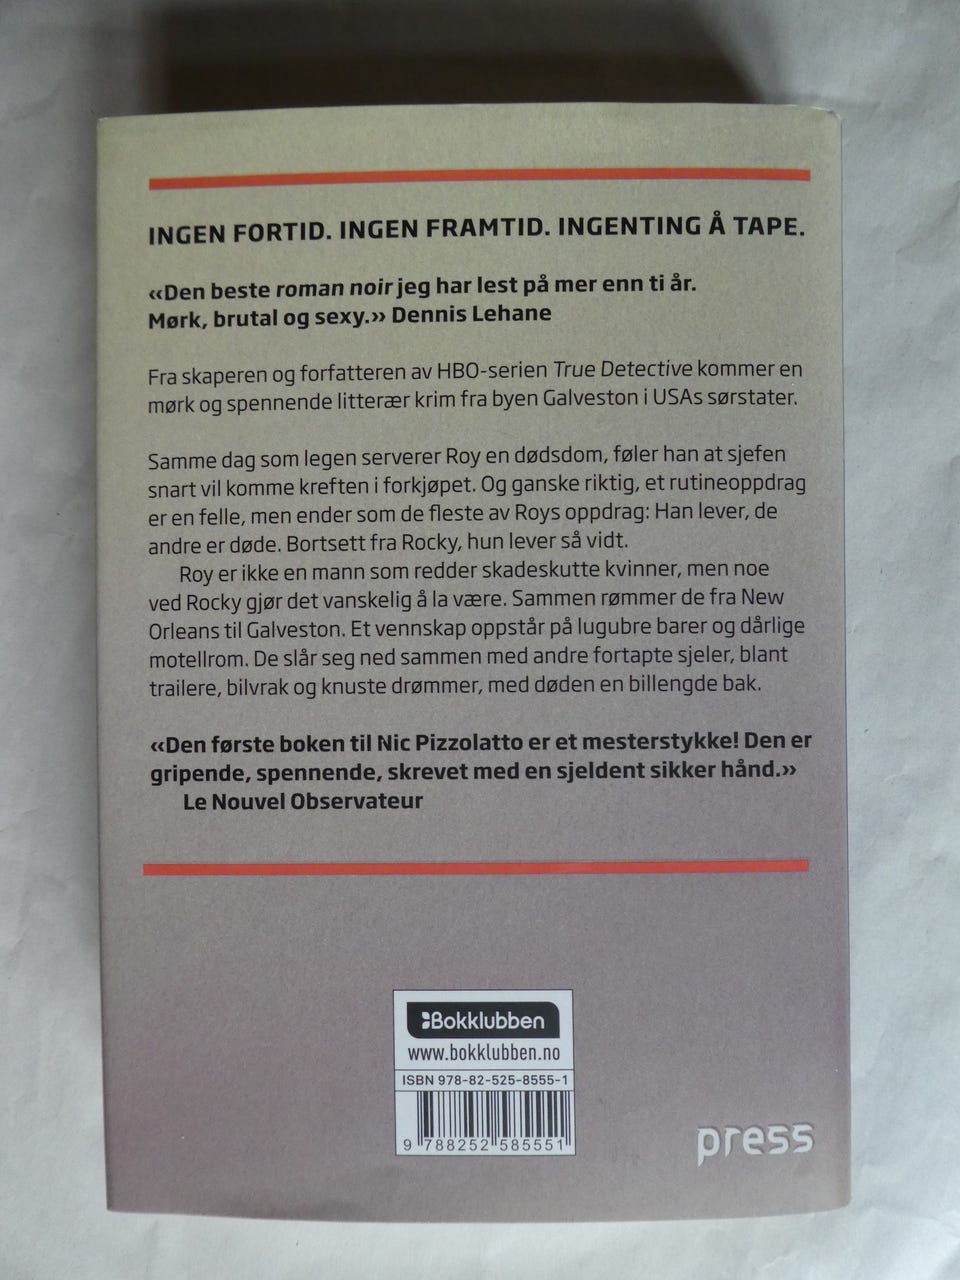 INGEN FORTID. INGEN FRAMTID. INGENTING Å TAPE.
«Den beste roman noir jeg har lest på mer enn ti år.
Mørk, brutal og sexy.» Dennis Lehane
Fra skaperen og forfatteren av HBO-serien True Detective kommer en
mørk og spennende litterær krim fra byen Galveston i USAs sørstater.
Samme dag som legen serverer Roy en dødsdom, føler han at sjefen
snart vil komme kreften i forkjøpet. Og ganske riktig, et rutineoppdrag
er en felle, men ender som de fleste av Roys oppdrag: Han lever, de
andre er døde. Bortsett fra Rocky, hun lever så vidt.
Roy er ikke en mann som redder skadeskutte kvinner, men noe
ved Rocky gjør det vanskelig å la være. Sammen rømmer de fra New
Orleans til Galveston. Et vennskap oppstår på lugubre barer og dårlige
motellrom. De slår seg ned sammen med andre fortapte sjeler, blant
trailere, bilvrak og knuste drømmer, med døden en billengde bak.
«Den første boken til Nic Pizzolatto er et mesterstykke! Den er
gripende, spennende, skrevet med en sjeldent sikker hånd.»
Le Nouvel Observateur
Bokklubben
www.bokklubben.no
ISBN 978-82-525-8555-1
9 788252 585551
press